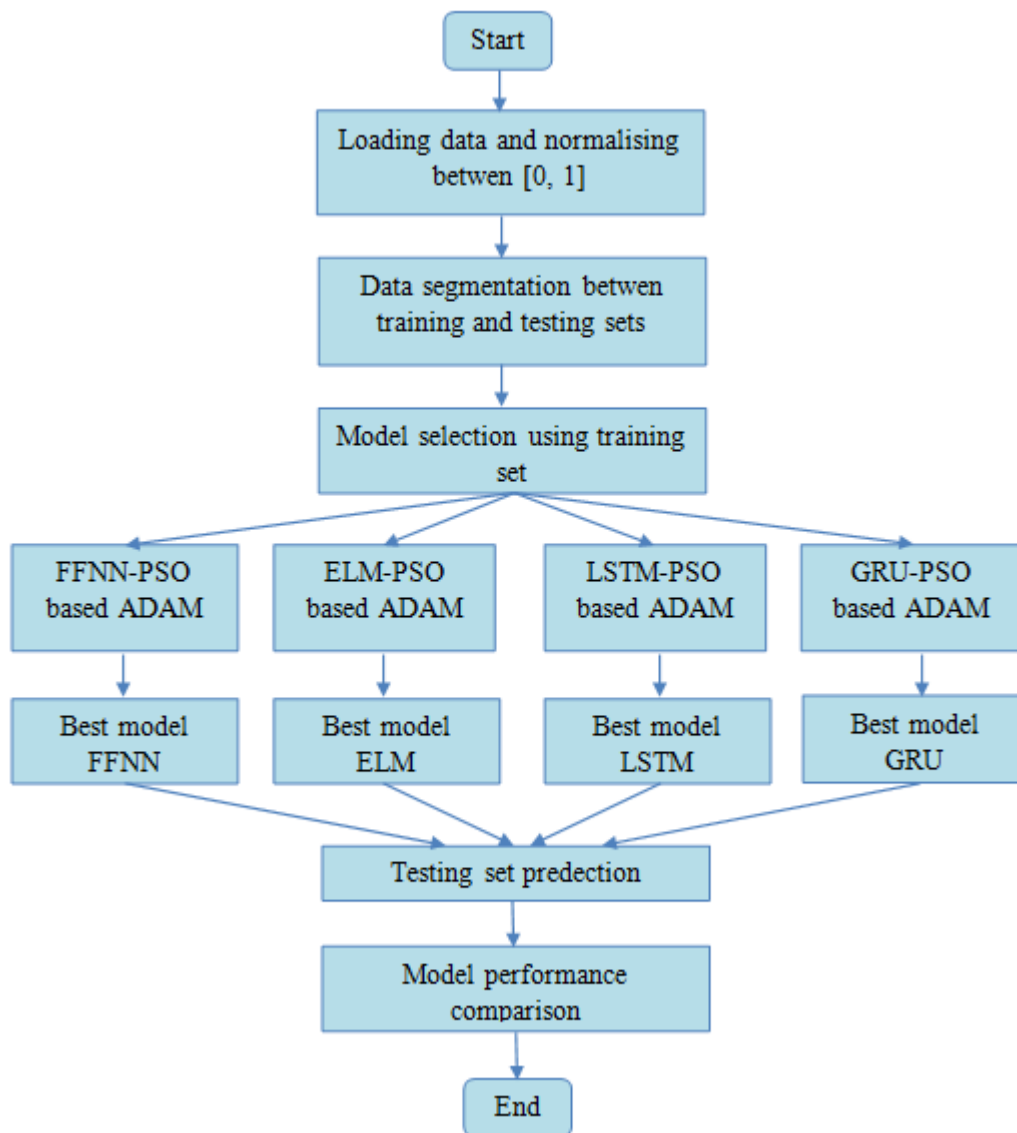 Start
Loading data and normalising
betwen [0, 1]
Data segmentation betwen
training and testing sets
Model selection using training
set
FFNN-PSO
based ADAM
ELM-PSO
based ADAM
LSTM-PSO
based ADAM
GRU-PSO
based ADAM
Best model
FFNN
Best model
ELM
Best model
LSTM
Best model
GRU
Testing set predection
Model performance
comparison
End